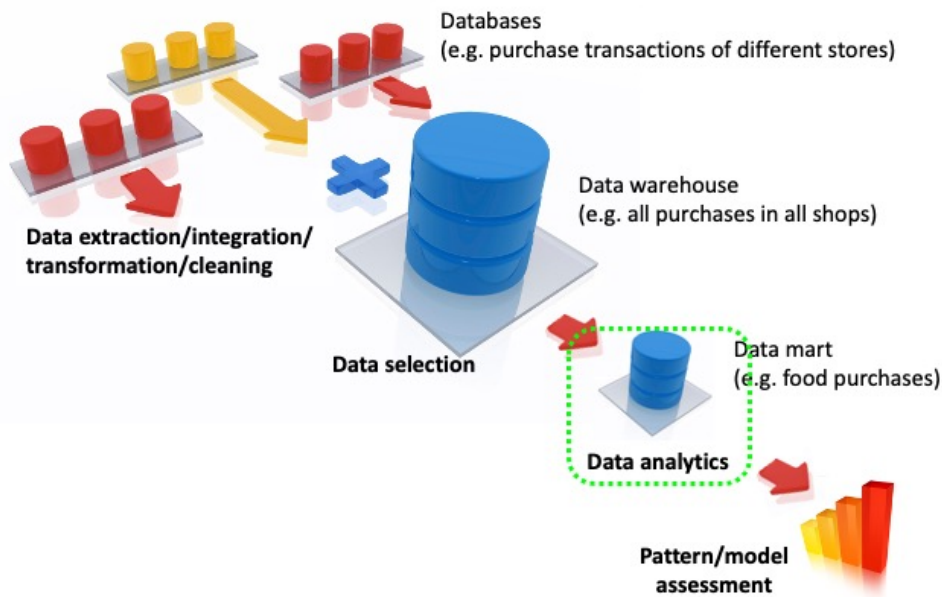 Databases
(e.g. purchase transactions of different stores)
Data warehouse
(e.g. all purchases in all shops)
Data extraction/integration/
transformation/cleaning
Data selection
Data mart
(e.g. food purchases)
Data analytics
Pattern/model
assessment